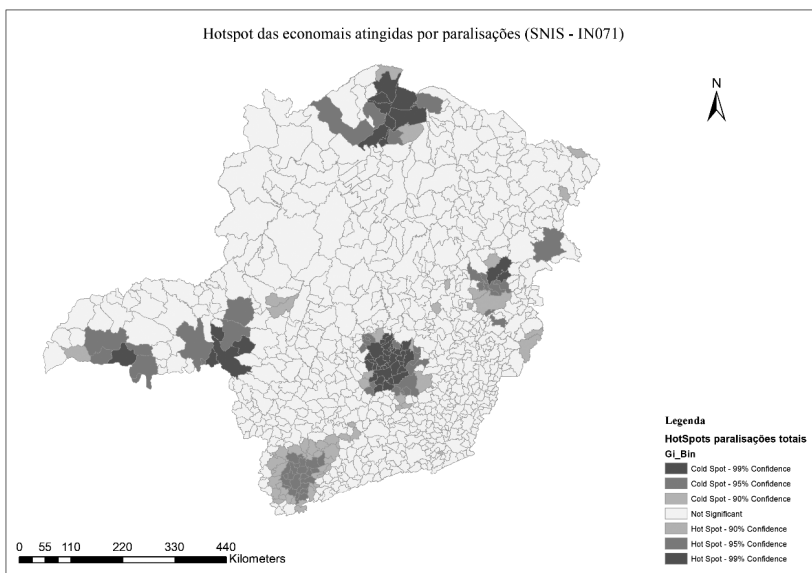 Hotspot das economais atingidas por paralisações (SNIS - IN071)
N
Legenda
HotSpots paralisações totais
Gi_Bin
Cold Spot - 99% Confidence
Cold Spot - 95% Confidence
Cold Spot - 90% Confidence
Not Significant
Hot Spot - 90% Confidence
Hot Spot - 95% Confidence
Hot Spot - 99% Confidence
0 55 110 220 330 440
Kilometers